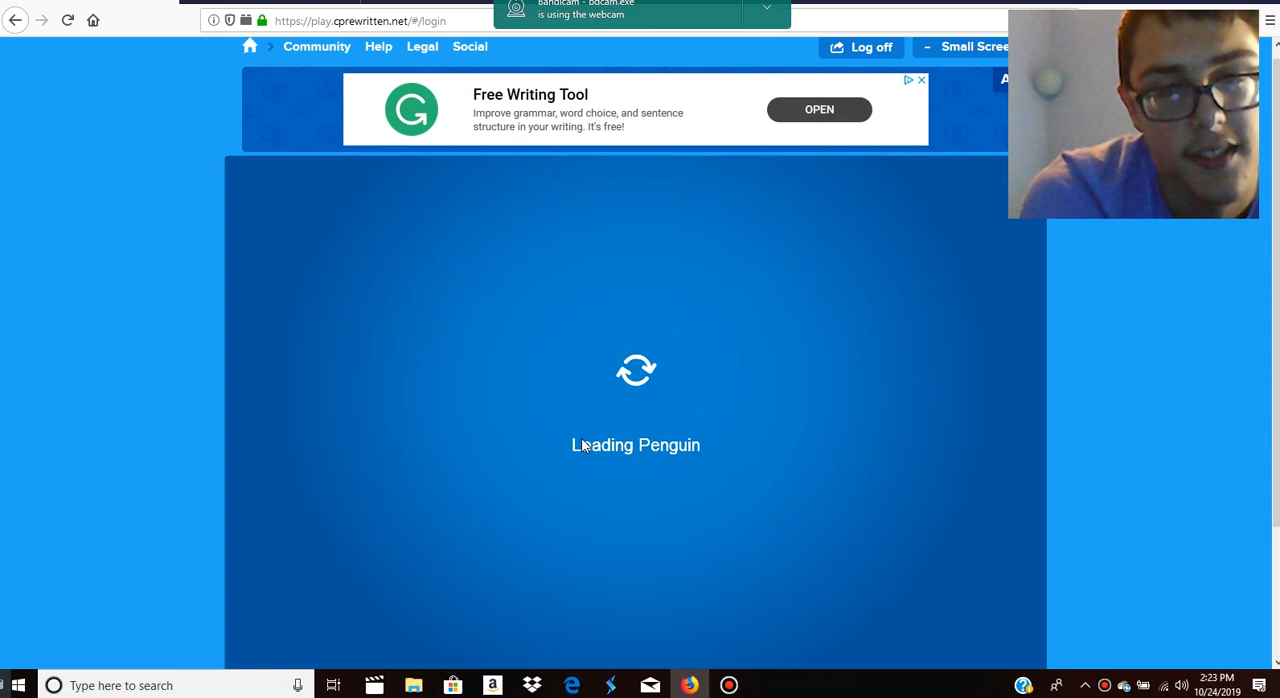 Bandicam - bdcam.exe
is using the webcam
https://play.cprewritten.net/#/login
Community Help Legal Social
Log off
- Small Scree
A
Free Writing Tool
Improve grammar, word choice, and sentence
structure in your writing. It's free!
OPEN
Loading Penguin
Type here to search
2:23 PM
10/24/2019